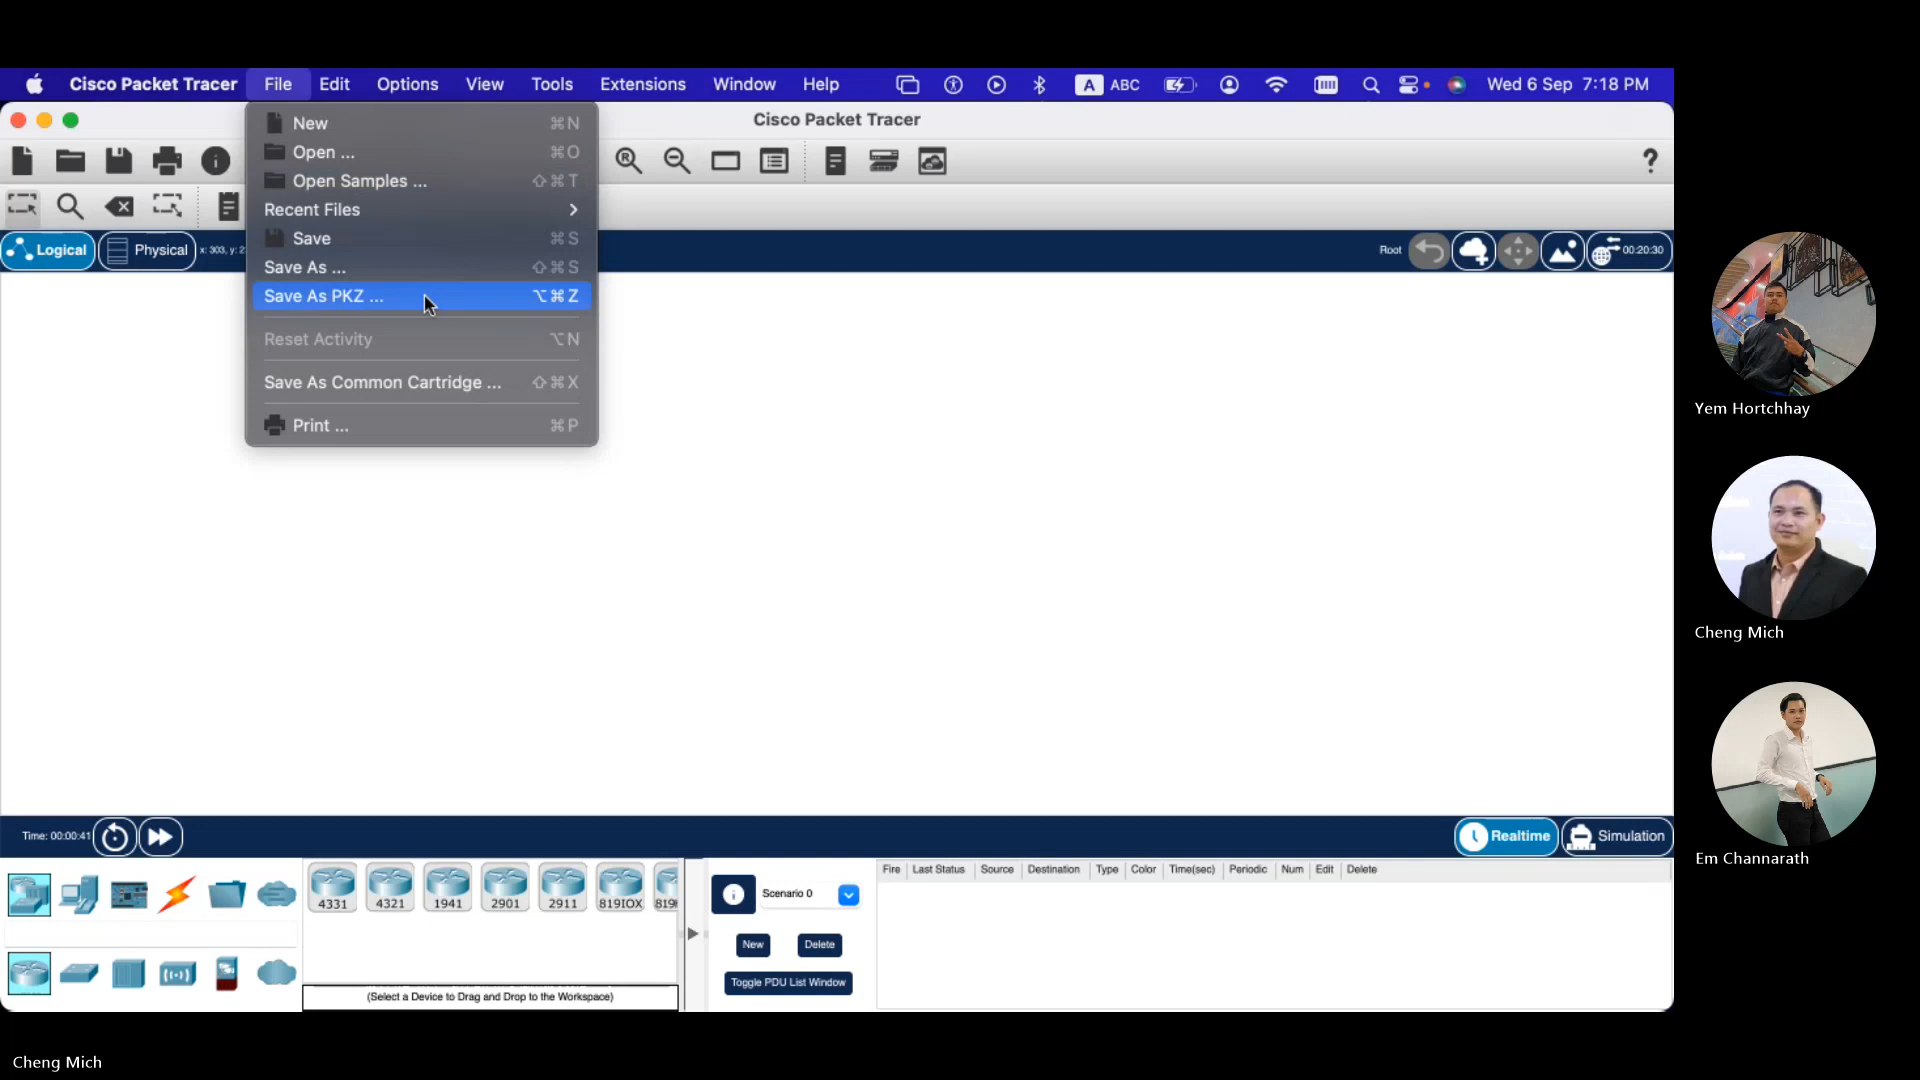 Cisco Packet Tracer File Edit Options View Tools Extensions Window Help A ABC Wed 6 Sep 7:18 PM
Cisco Packet Tracer
New ⌘N
Open ... ⌘O
Open Samples ... ⇧⌘T
Recent Files
Save ⌘S
Save As ... ⇧⌘S
Save As PKZ ... ⌥⌘Z
Reset Activity ⌥N
Save As Common Cartridge ... ⇧⌘X
Print ... ⌘P
Logical Physical x: 303, y: 2 Root 00:20:30
Yem Hortchhay
Cheng Mich
Em Channarath
Time: 00:00:41 Realtime Simulation
4331 4321 1941 2901 2911 819IOX
Scenario 0
New Delete
Toggle PDU List Window
Fire Last Status Source Destination Type Color Time(sec) Periodic Num Edit Delete
(Select a Device to Drag and Drop to the Workspace)
Cheng Mich